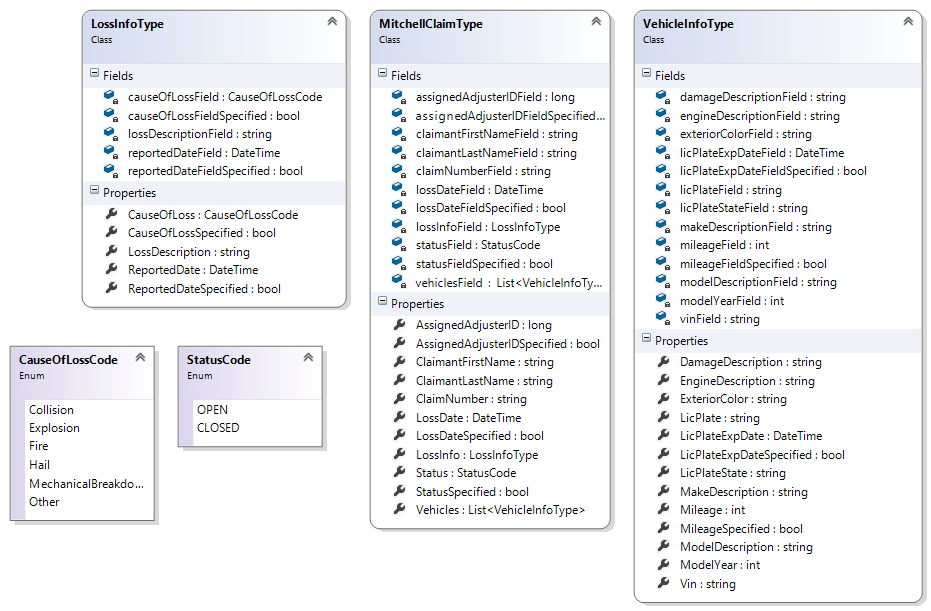 LossInfoType
Class
Fields
causeOfLossField : CauseOfLossCode
causeOfLossFieldSpecified : bool
lossDescriptionField : string
reportedDateField : DateTime
reportedDateFieldSpecified : bool
Properties
CauseOfLoss : CauseOfLossCode
CauseOfLossSpecified : bool
LossDescription : string
ReportedDate : DateTime
ReportedDateSpecified : bool
MitchellClaimType
Class
Fields
assignedAdjusterIDField : long
assignedAdjusterIDFieldSpecified...
claimantFirstNameField : string
claimantLastNameField : string
claimNumberField : string
lossDateField : DateTime
lossDateFieldSpecified : bool
lossInfoField : LossInfoType
statusField : StatusCode
statusFieldSpecified : bool
vehiclesField : List<VehicleInfoTy...
Properties
AssignedAdjusterID : long
AssignedAdjusterIDSpecified : bool
ClaimantFirstName : string
ClaimantLastName : string
ClaimNumber : string
LossDate : DateTime
LossDateSpecified : bool
LossInfo : LossInfoType
Status : StatusCode
StatusSpecified : bool
Vehicles : List<VehicleInfoType>
VehicleInfoType
Class
Fields
damageDescriptionField : string
engineDescriptionField : string
exteriorColorField : string
licPlateExpDateField : DateTime
licPlateExpDateFieldSpecified : bool
licPlateField : string
licPlateStateField : string
makeDescriptionField : string
mileageField : int
mileageFieldSpecified : bool
modelDescriptionField : string
modelYearField : int
vinField : string
Properties
DamageDescription : string
EngineDescription : string
ExteriorColor : string
LicPlate : string
LicPlateExpDate : DateTime
LicPlateExpDateSpecified : bool
LicPlateState : string
MakeDescription : string
Mileage : int
MileageSpecified : bool
ModelDescription : string
ModelYear : int
Vin : string
CauseOfLossCode
Enum
Collision
Explosion
Fire
Hail
MechanicalBreakdo...
Other
StatusCode
Enum
OPEN
CLOSED